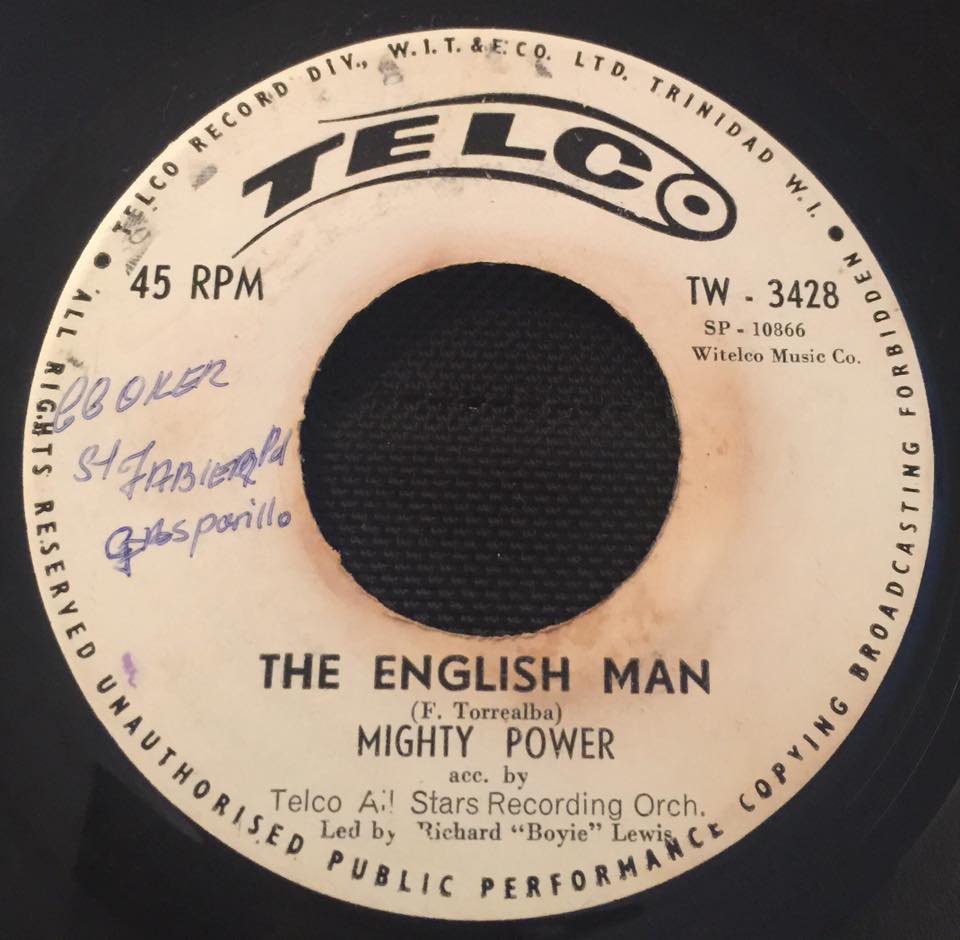 TELCO RECORD DIV., W.I.T. & E.CO. LTD. TRINIDAD W.I.
TELCO
45 RPM
TW - 3428
SP - 10866
Witelco Music Co.
COOKER
St
Gasparillo
THE ENGLISH MAN
(F. Torrealba)
MIGHTY POWER
acc. by
Telco All Stars Recording Orch.
Led by Richard "Boyie" Lewis
ALL RIGHTS RESERVED UNAUTHORISED PUBLIC PERFORMANCE COPYING BROADCASTING FORBIDDEN